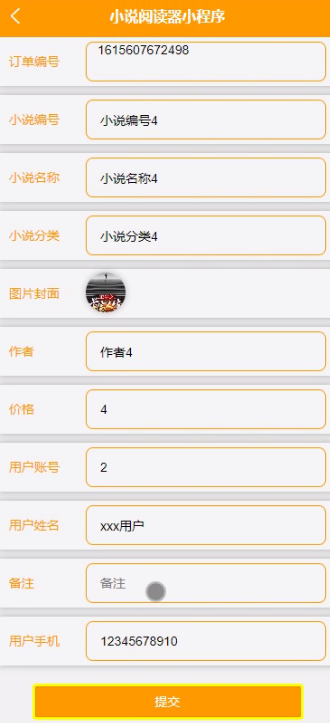 小说阅读器小程序
订单编号 1615607672498
小说编号 小说编号4
小说名称 小说名称4
小说分类 小说分类4
图片封面
作者 作者4
价格 4
用户账号 2
用户姓名 xxx用户
备注 备注
用户手机 12345678910
提交